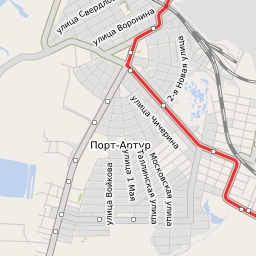 улица Свердло
улица Воронина
2-я Новая улица
улица Чичерина
Порт-Артур
улица Войкова
улица 1 Мая
Таллинская улица
Московская улица